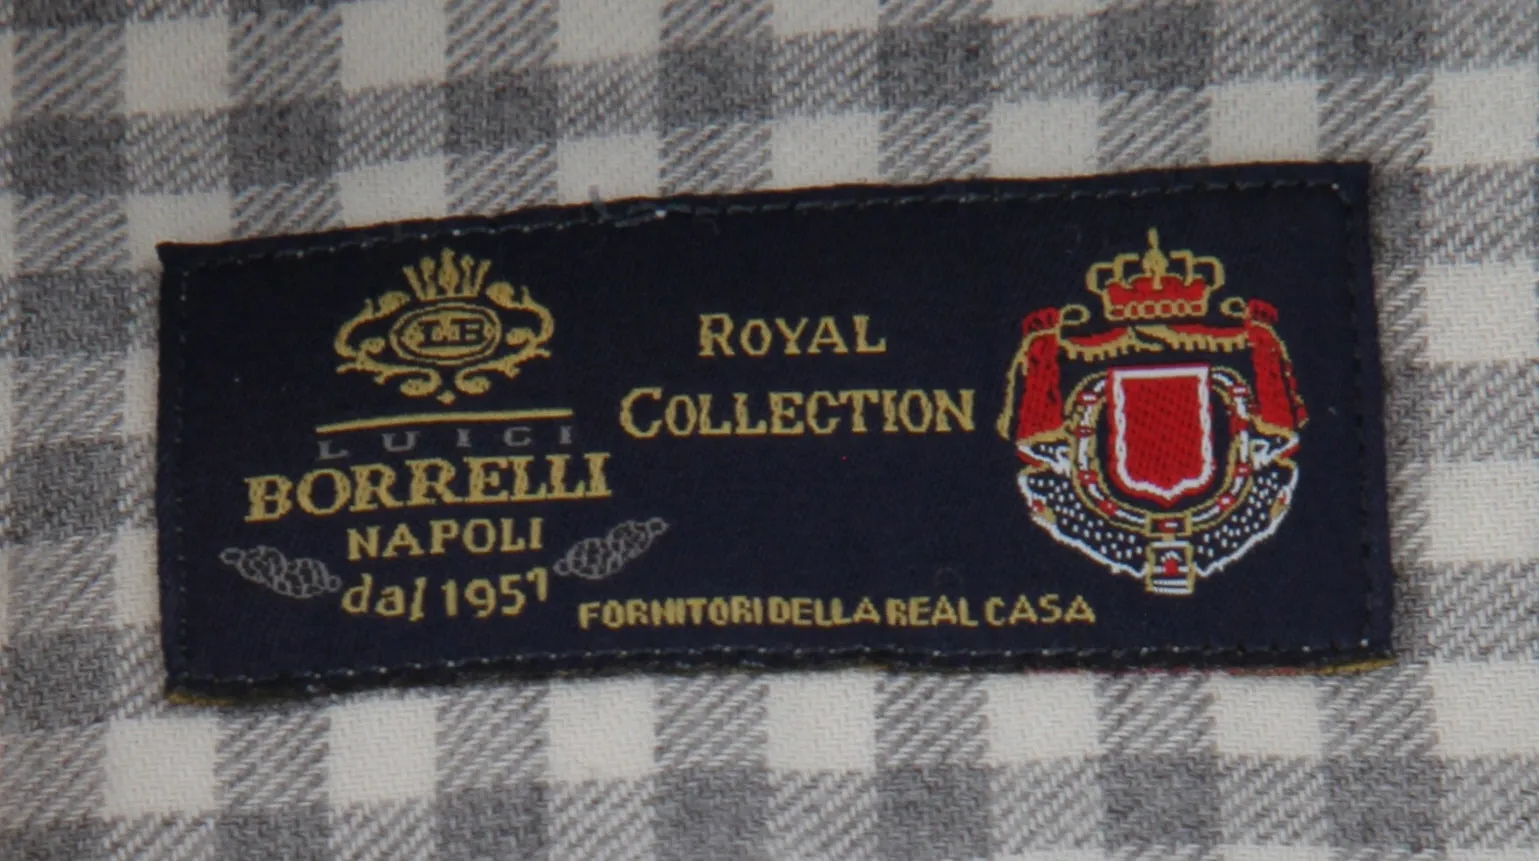 LB
LUIGI
BORRELLI
NAPOLI
dal 1957
ROYAL
COLLECTION
FORNITORI DELLA REAL CASA